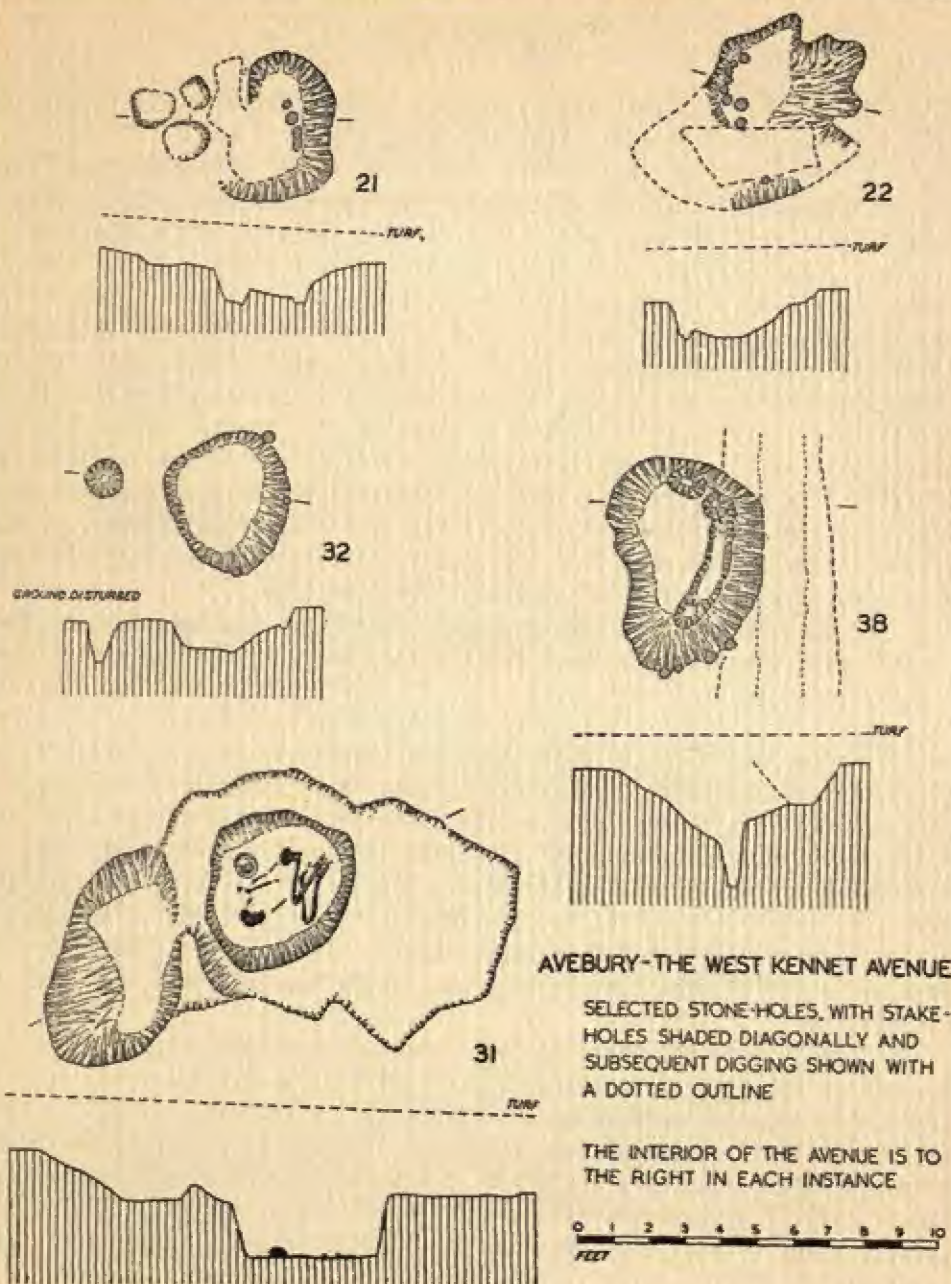 21
TURF.
22
TURF
32
GROUND DISTURBED
38
TURF
31
TURF
AVEBURY-THE WEST KENNET AVENUE
SELECTED STONE-HOLES, WITH STAKE-
HOLES SHADED DIAGONALLY AND
SUBSEQUENT DIGGING SHOWN WITH
A DOTTED OUTLINE
THE INTERIOR OF THE AVENUE IS TO
THE RIGHT IN EACH INSTANCE
0 1 2 3 4 5 6 7 8 9 10
FEET